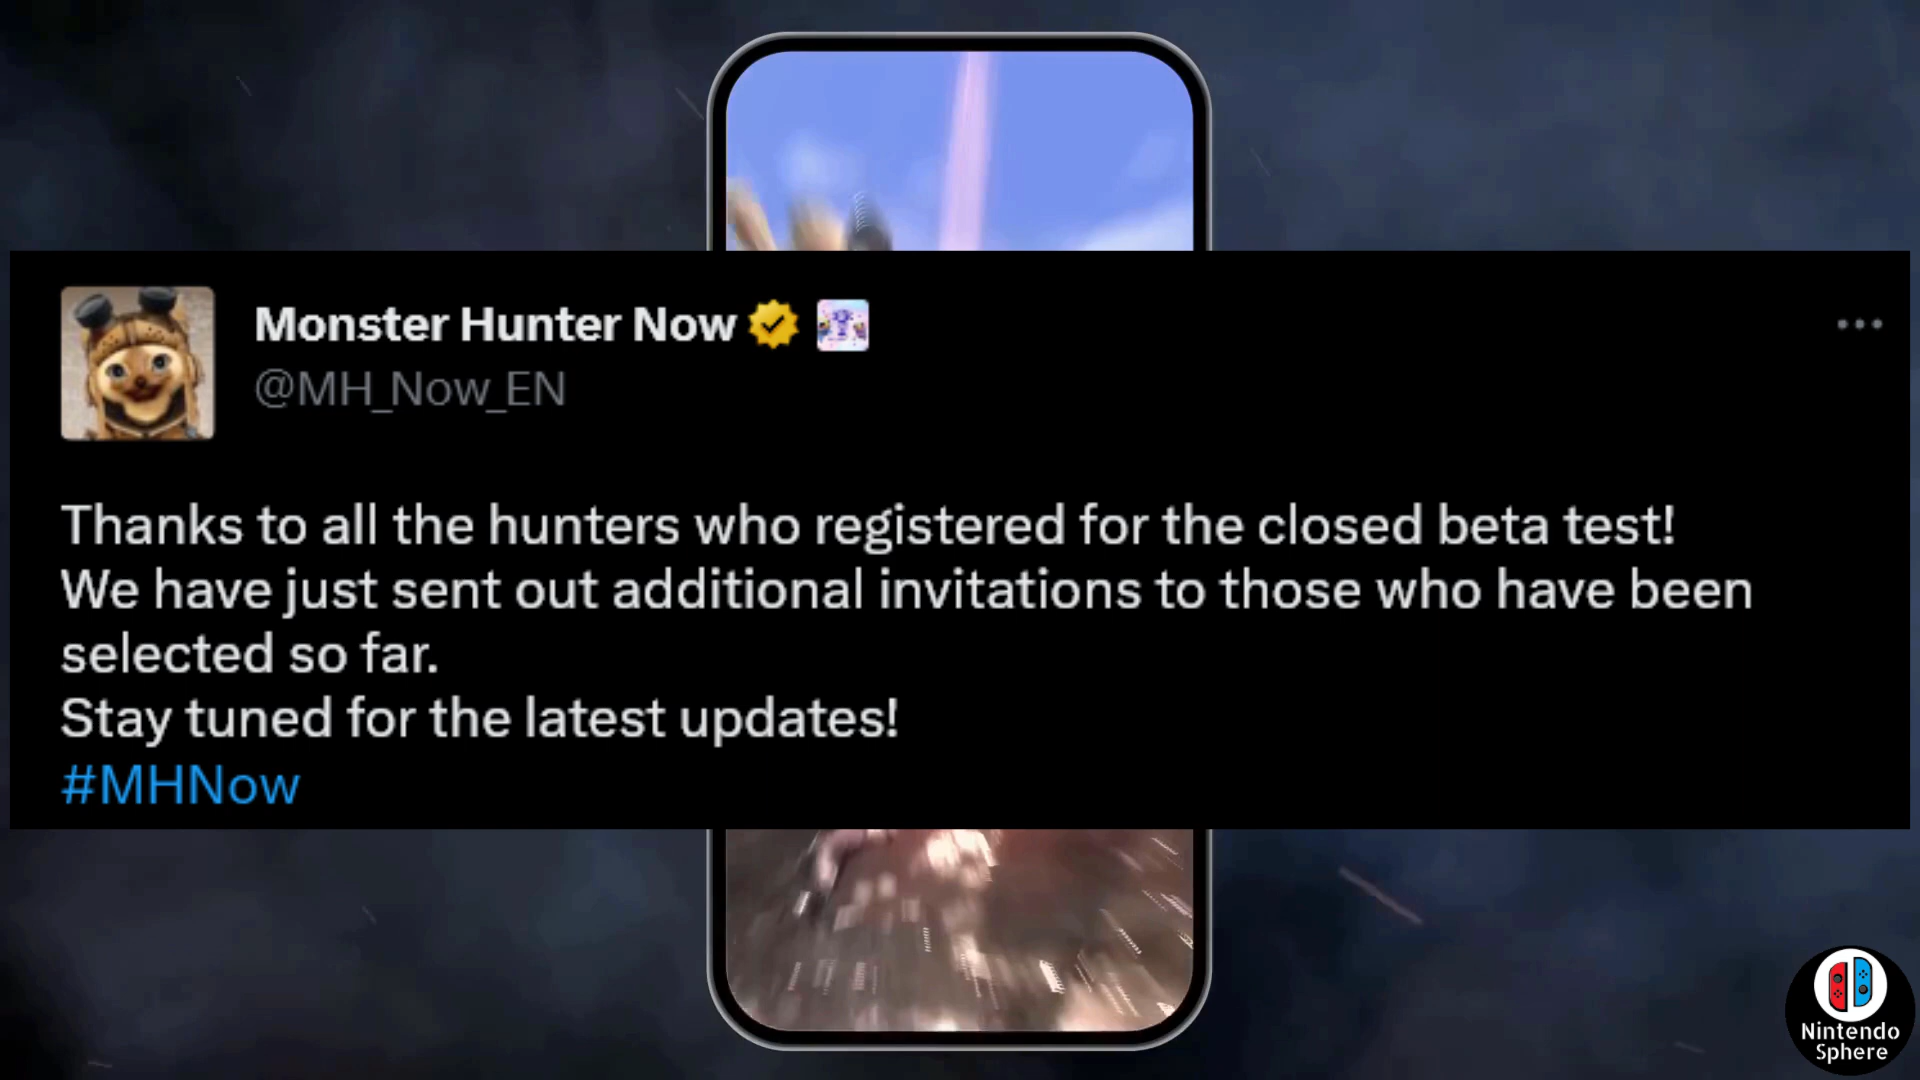 Monster Hunter Now
@MH_Now_EN
Thanks to all the hunters who registered for the closed beta test!
We have just sent out additional invitations to those who have been
selected so far.
Stay tuned for the latest updates!
#MHNow
Nintendo
Sphere